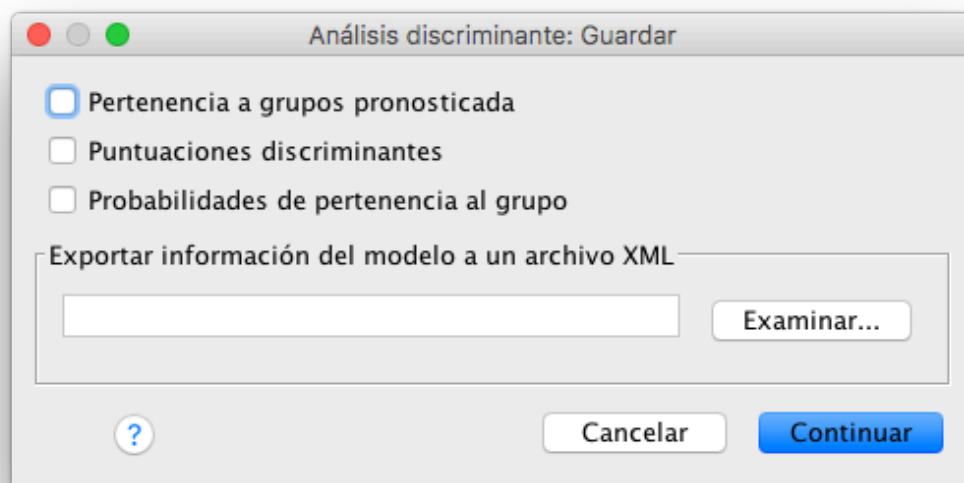 Análisis discriminante: Guardar
Pertenencia a grupos pronosticada
Puntuaciones discriminantes
Probabilidades de pertenencia al grupo
Exportar información del modelo a un archivo XML
Examinar...
?
Cancelar
Continuar